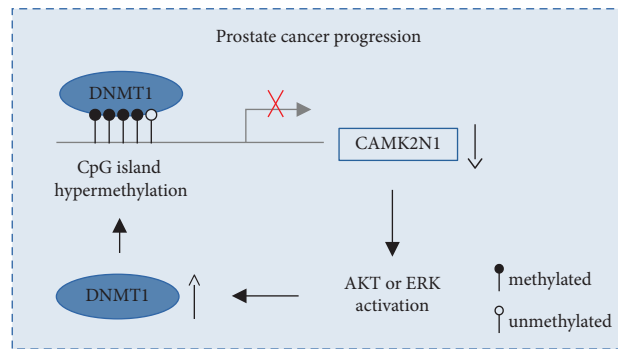 Prostate cancer progression
DNMT1
CAMK2N1
CpG island
hypermethylation
AKT or ERK
activation
DNMT1
methylated
unmethylated